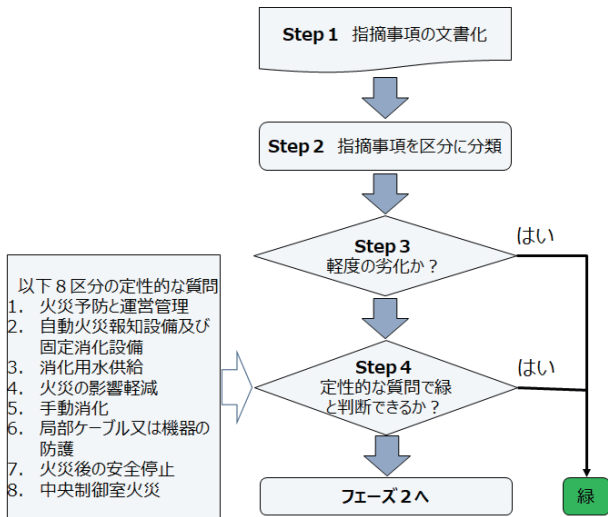 Step 1 指摘事項の文書化
Step 2 指摘事項を区分に分類
Step 3
軽度の劣化か？
はい
以下８区分の定性的な質問
1. 火災予防と運営管理
2. 自動火災報知設備及び
固定消化設備
3. 消化用水供給
4. 火災の影響軽減
5. 手動消化
6. 局部ケーブル又は機器の
防護
7. 火災後の安全停止
8. 中央制御室火災
Step 4
定性的な質問で緑
と判断できるか？
はい
フェーズ２へ
緑